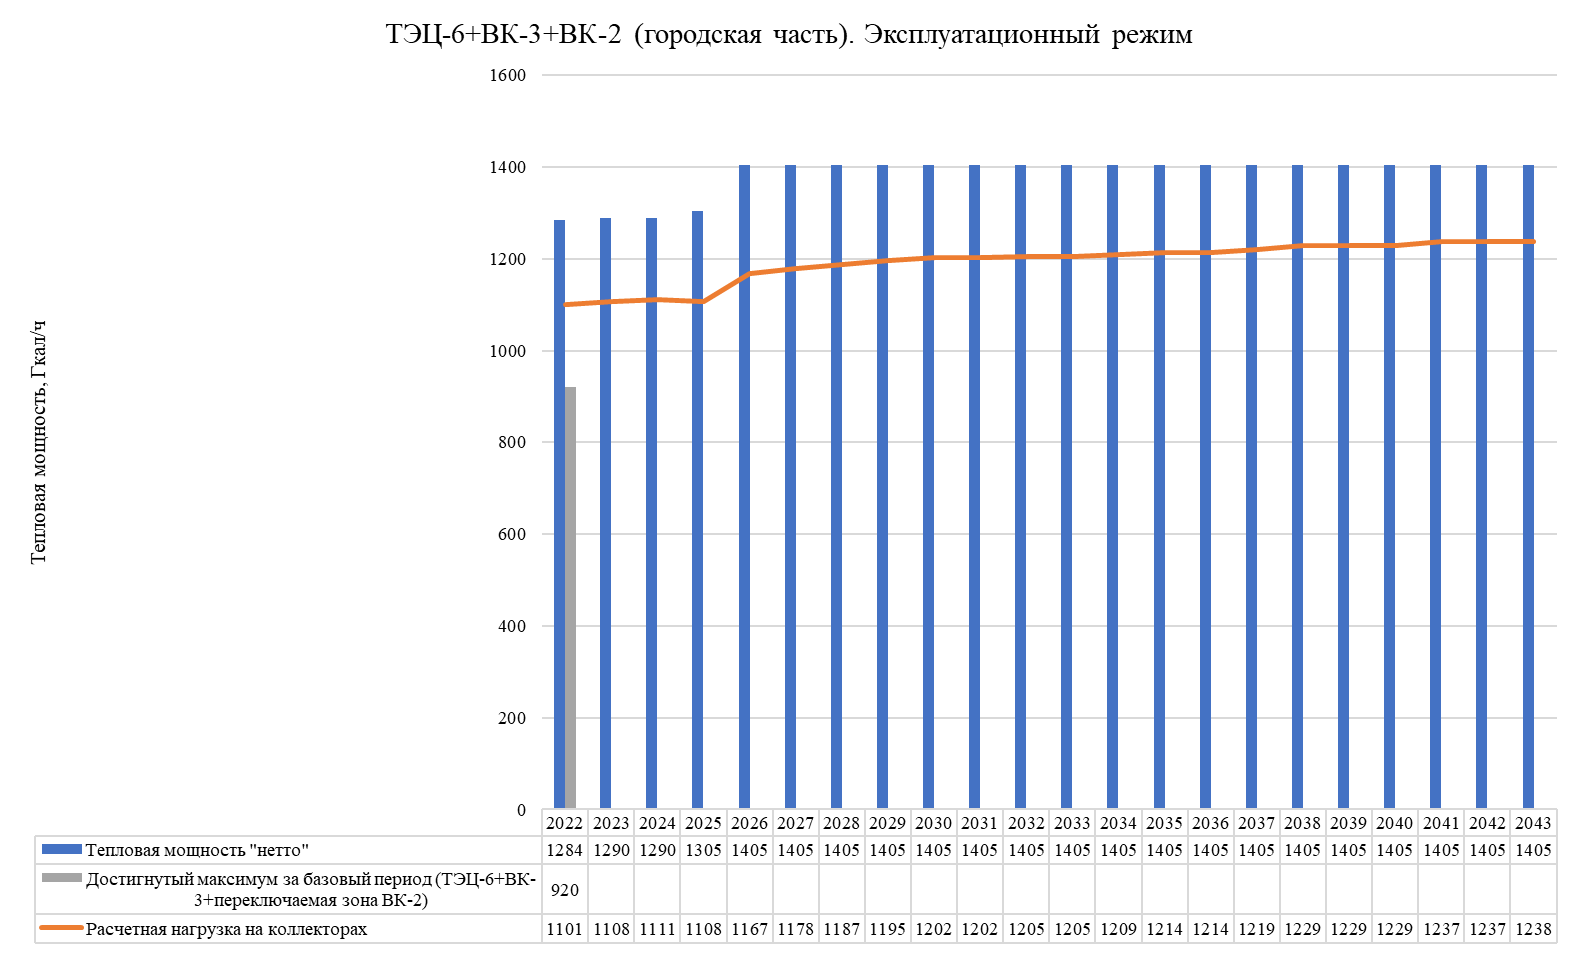 ТЭЦ-6+ВК-3+ВК-2 (городская часть). Эксплуатационный режим
Тепловая мощность, Гкал/ч
1600
1400
1200
1000
800
600
400
200
0
2022 2023 2024 2025 2026 2027 2028 2029 2030 2031 2032 2033 2034 2035 2036 2037 2038 2039 2040 2041 2042 2043
Тепловая мощность "нетто" 1284 1290 1290 1305 1405 1405 1405 1405 1405 1405 1405 1405 1405 1405 1405 1405 1405 1405 1405 1405 1405 1405
Достигнутый максимум за базовый период (ТЭЦ-6+ВК-
3+переключаемая зона ВК-2) 920
Расчетная нагрузка на коллекторах 1101 1108 1111 1108 1167 1178 1187 1195 1202 1202 1205 1205 1209 1214 1214 1219 1229 1229 1229 1237 1237 1238